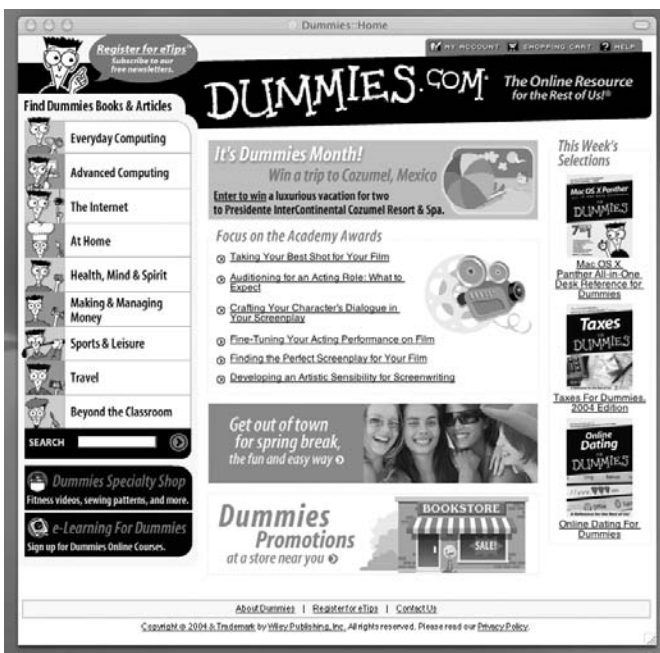 Dummies::Home
Register for eTips™
Subscribe to our
free newsletters.
MY ACCOUNT SHOPPING CART ? HELP
DUMMIES.COM
The Online Resource
for the Rest of Us!®
Find Dummies Books & Articles
Everyday Computing
Advanced Computing
The Internet
At Home
Health, Mind & Spirit
Making & Managing
Money
Sports & Leisure
Travel
Beyond the Classroom
SEARCH
Dummies Specialty Shop
Fitness videos, sewing patterns, and more.
e-Learning For Dummies
Sign up for Dummies Online Courses.
It's Dummies Month!
Win a trip to Cozumel, Mexico
Enter to win a luxurious vacation for two
to Presidente InterContinental Cozumel Resort & Spa.
Focus on the Academy Awards
Taking Your Best Shot for Your Film
Auditioning for an Acting Role: What to
Expect
Crafting Your Character's Dialogue in
Your Screenplay
Fine-Tuning Your Acting Performance on Film
Finding the Perfect Screenplay for Your Film
Developing an Artistic Sensibility for Screenwriting
Get out of town
for spring break,
the fun and easy way
Dummies
Promotions
at a store near you
BOOKSTORE
SALE!
This Week's
Selections
Mac OS X Panther
DUMMIES
Mac OS X
Panther All-in-One
Desk Reference for
Dummies
Taxes
DUMMIES
Taxes For Dummies,
2004 Edition
Online
Dating
DUMMIES
Online Dating For
Dummies
About Dummies | Register for eTips | Contact Us
Copyright © 2004 & Trademark by Wiley Publishing, Inc. All rights reserved. Please read our Privacy Policy.